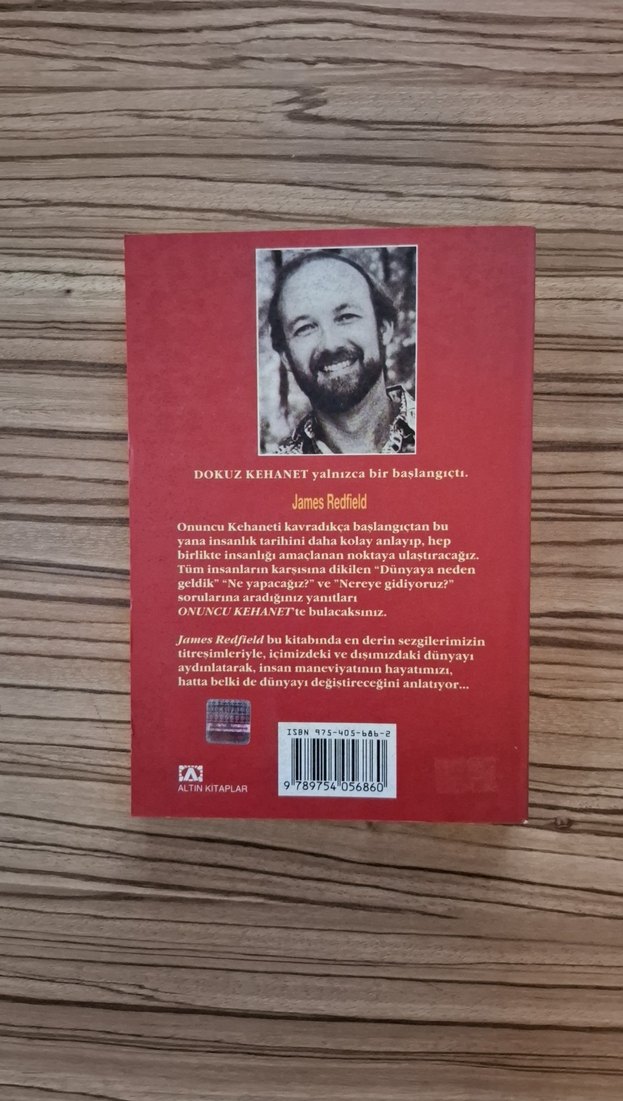 DOKUZ KEHANET yalnızca bir başlangıçtı.
James Redfield
Onuncu Kehaneti kavradıkça başlangıçtan bu
yana insanlık tarihini daha kolay anlayıp, hep
birlikte insanlığı amaçlanan noktaya ulaştıracağız.
Tüm insanların karşısına dikilen “Dünyaya neden
geldik” “Ne yapacağız?” ve "Nereye gidiyoruz?"
sorularına aradığınız yanıtları
ONUNCU KEHANET'te bulacaksınız.
James Redfield bu kitabında en derin sezgilerimizin
titreşimleriyle, içimizdeki ve dışımızdaki dünyayı
aydınlatarak, insan maneviyatının hayatımızı,
hatta belki de dünyayı değiştireceğini anlatıyor...
ISBN 975-405-686-2
9 789754 056860
ALTIN KİTAPLAR